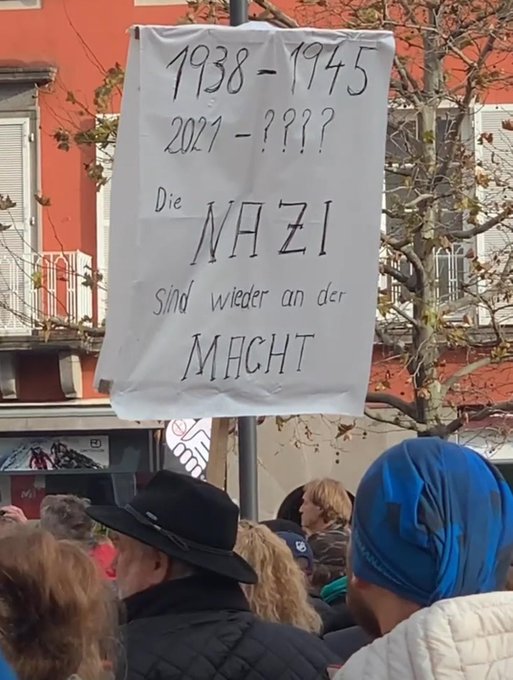 1938 - 1945
2021 - ????
Die
NAZI
sind wieder an der
MACHT